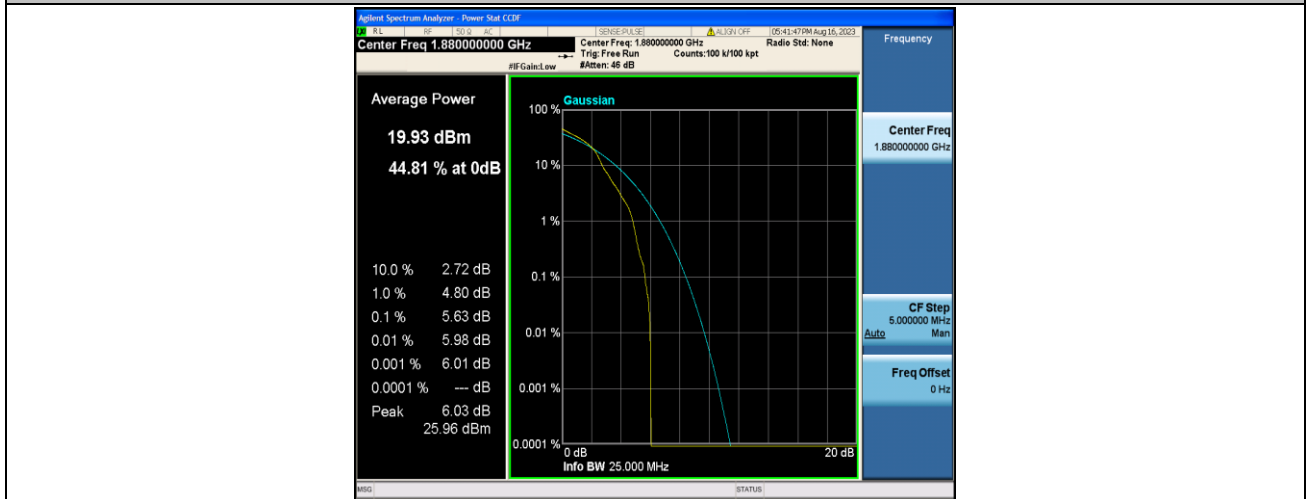 Agilent Spectrum Analyzer - Power Stat CCDF
RL RF 50 Ω AC SENSE:PULSE ALIGN OFF 05:41:47 PM Aug 16, 2023
Center Freq 1.880000000 GHz
Center Freq: 1.880000000 GHz Radio Std: None
Trig: Free Run Counts:100 k/100 kpt
#IFGain:Low #Atten: 46 dB
Frequency
Average Power
19.93 dBm
44.81 % at 0dB
10.0 % 2.72 dB
1.0 % 4.80 dB
0.1 % 5.63 dB
0.01 % 5.98 dB
0.001 % 6.01 dB
0.0001 % --- dB
Peak 6.03 dB
25.96 dBm
Gaussian
100 %
10 %
1 %
0.1 %
0.01 %
0.001 %
0.0001 %
0 dB 20 dB
Info BW 25.000 MHz
Center Freq
1.880000000 GHz
CF Step
5.000000 MHz
Auto Man
Freq Offset
0 Hz
MSG STATUS